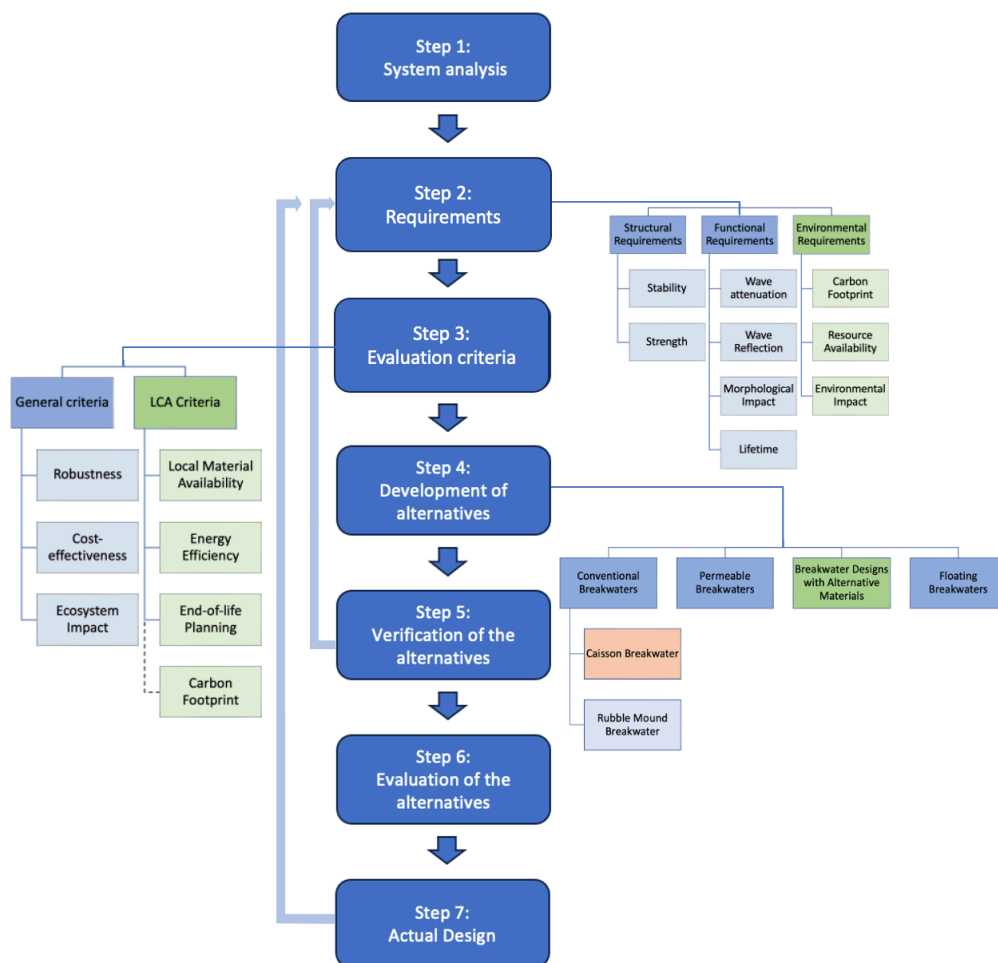 Step 1:
System analysis
Step 2:
Requirements
Structural
Requirements
Functional
Requirements
Environmental
Requirements
Stability
Strength
Wave
attenuation
Wave
Reflection
Morphological
Impact
Lifetime
Carbon
Footprint
Resource
Availability
Environmental
Impact
Step 3:
Evaluation criteria
General criteria
LCA Criteria
Robustness
Cost-
effectiveness
Ecosystem
Impact
Local Material
Availability
Energy
Efficiency
End-of-life
Planning
Carbon
Footprint
Step 4:
Development of
alternatives
Conventional
Breakwaters
Permeable
Breakwaters
Breakwater Designs
with Alternative
Materials
Floating
Breakwaters
Caisson Breakwater
Rubble Mound
Breakwater
Step 5:
Verification of the
alternatives
Step 6:
Evaluation of the
alternatives
Step 7:
Actual Design